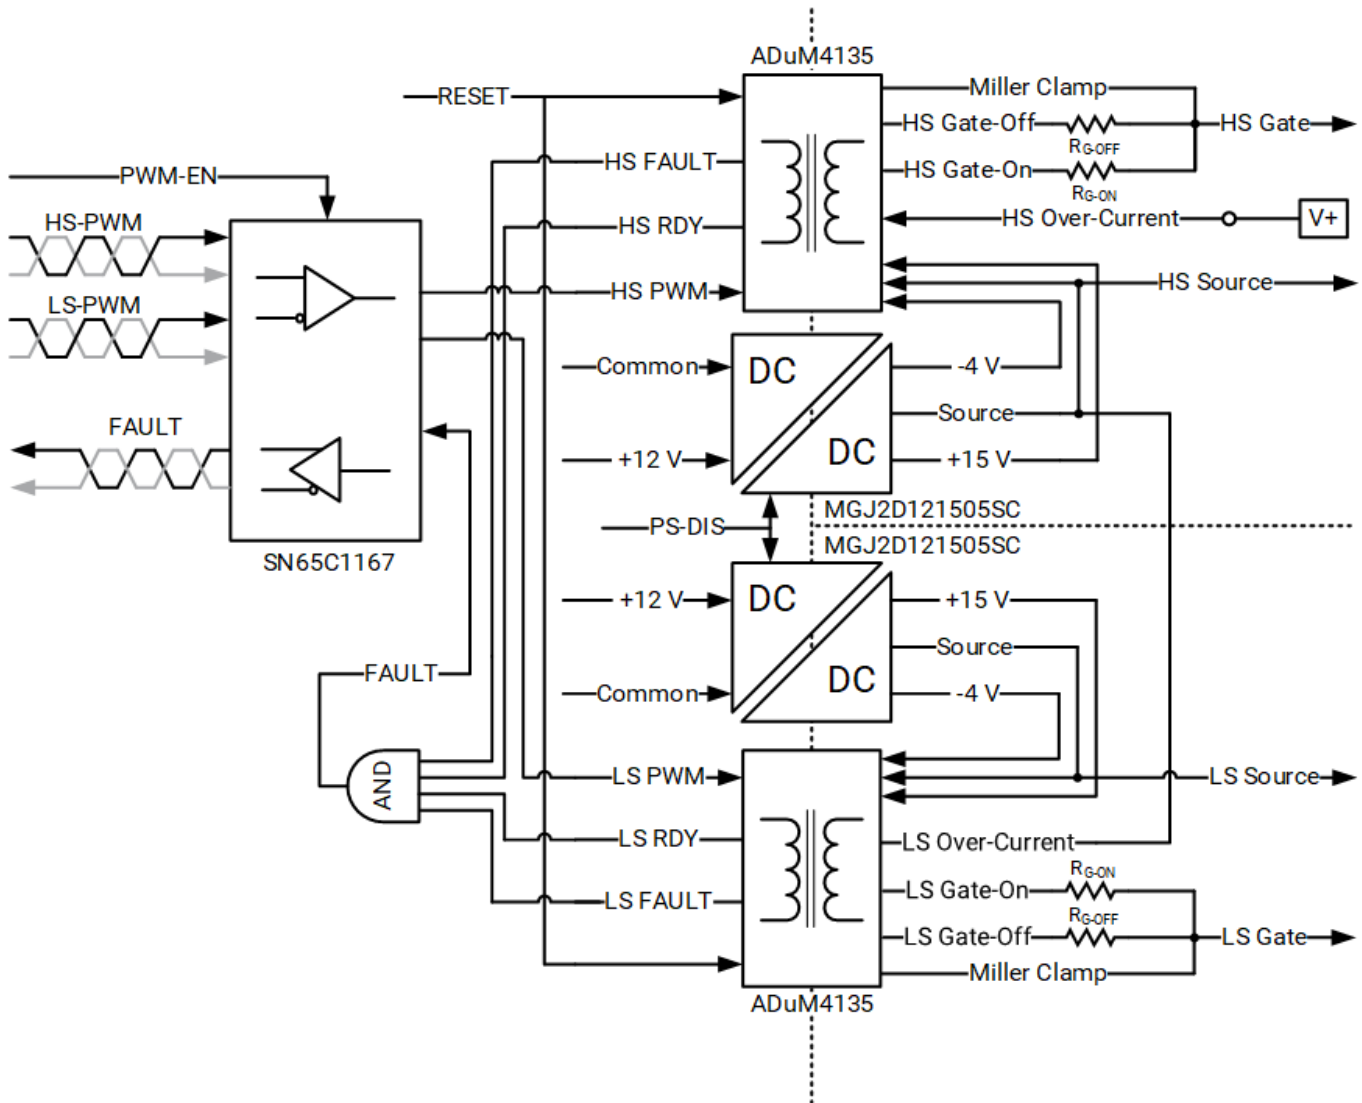 ADuM4135
RESET
Miller Clamp
HS Gate-Off
RG-OFF
HS Gate
HS FAULT
HS Gate-On
RG-ON
PWM-EN
HS-PWM
HS RDY
HS Over-Current
V+
LS-PWM
HS PWM
HS Source
Common
DC
-4 V
FAULT
Source
+12 V
DC
+15 V
MGJ2D121505SC
PS-DIS
MGJ2D121505SC
SN65C1167
+12 V
DC
+15 V
Source
FAULT
Common
DC
-4 V
AND
LS PWM
LS Source
LS RDY
LS Over-Current
RG-ON
LS FAULT
LS Gate-On
RG-OFF
LS Gate-Off
LS Gate
Miller Clamp
ADuM4135